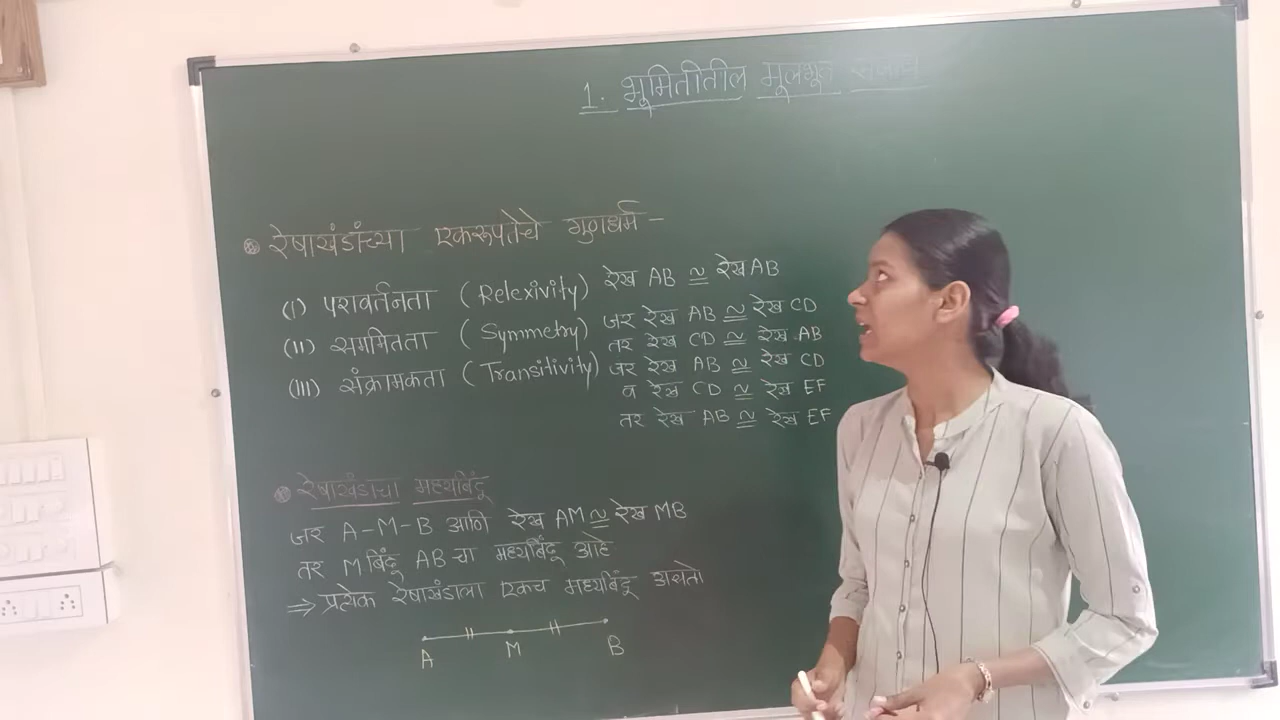 1. भूमितीतील मूलभूत संबोध
रेषाखंडांच्या एकरूपतेचे गुणधर्म -
(I) परावर्तनता (Relexivity) रेख AB ≅ रेख AB
(II) सममितता (Symmetry) जर रेख AB ≅ रेख CD
तर रेख CD ≅ रेख AB
(III) संक्रामकता (Transitivity) जर रेख AB ≅ रेख CD
व रेख CD ≅ रेख EF
तर रेख AB ≅ रेख EF
रेषाखंडाचा मध्यबिंदू
जर A-M-B आणि रेख AM ≅ रेख MB
तर M बिंदू AB चा मध्यबिंदू आहे
⇒ प्रत्येक रेषाखंडाला एकच मध्यबिंदू असतो
A M B